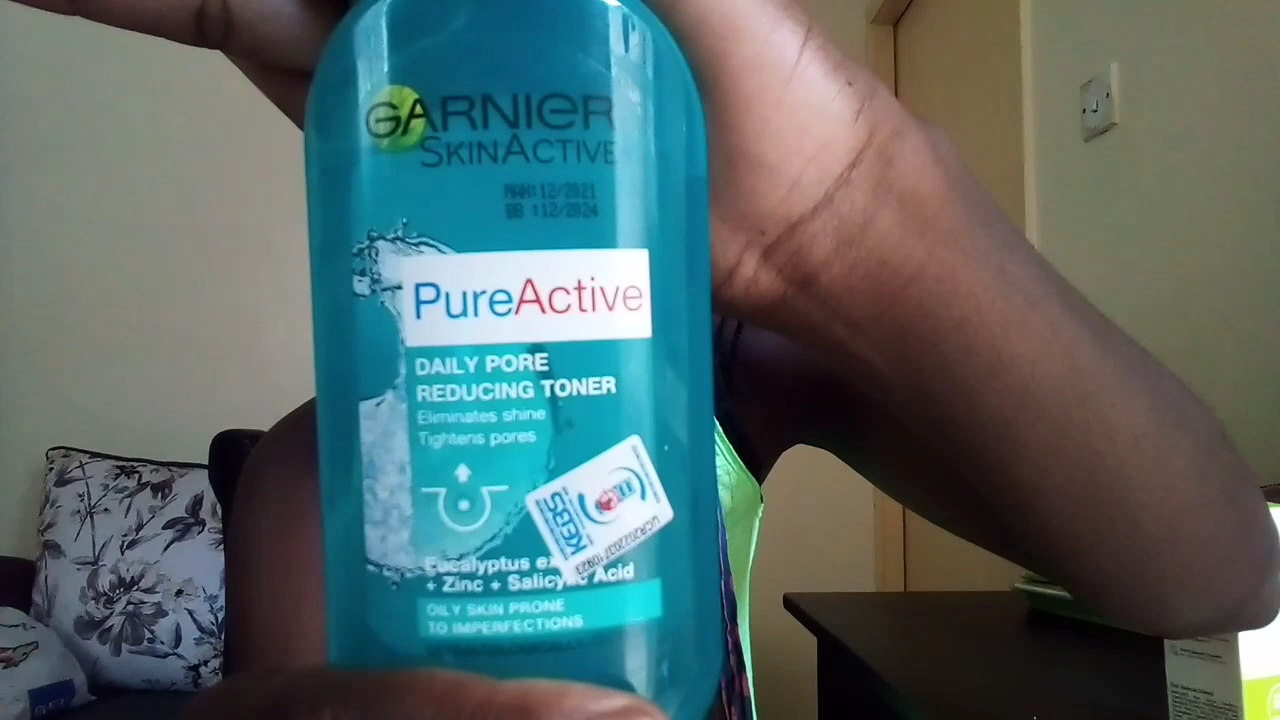 GARNIER
SKINACTIVE
MAN:12/2021
BB :12/2024
PureActive
DAILY PORE
REDUCING TONER
Eliminates shine
Tightens pores
KEBS
Eucalyptus
+ Zinc + Salicylic Acid
OILY SKIN PRONE
TO IMPERFECTIONS